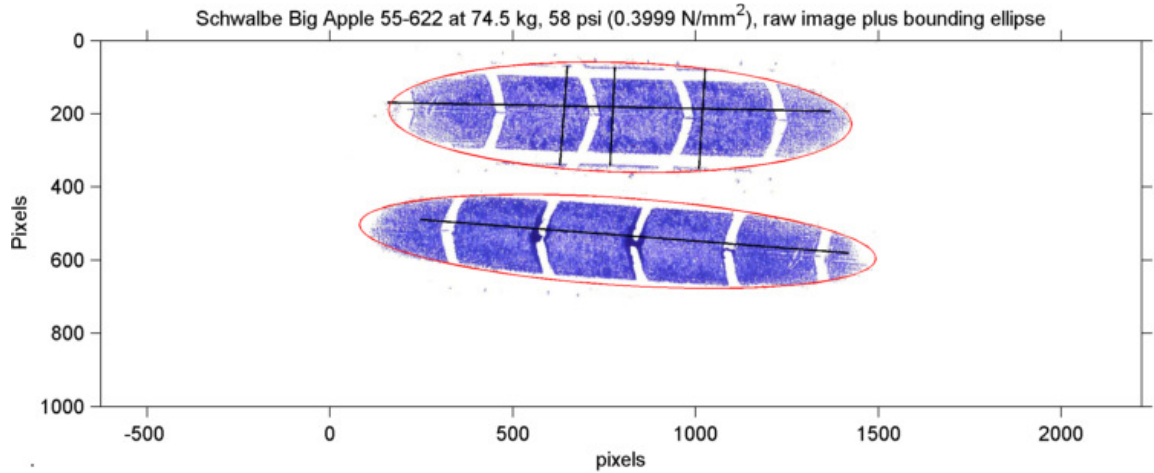 Schwalbe Big Apple 55-622 at 74.5 kg, 58 psi (0.3999 N/mm2), raw image plus bounding ellipse
0
200
400
600
800
1000
Pixels
-500 0 500 1000 1500 2000
pixels